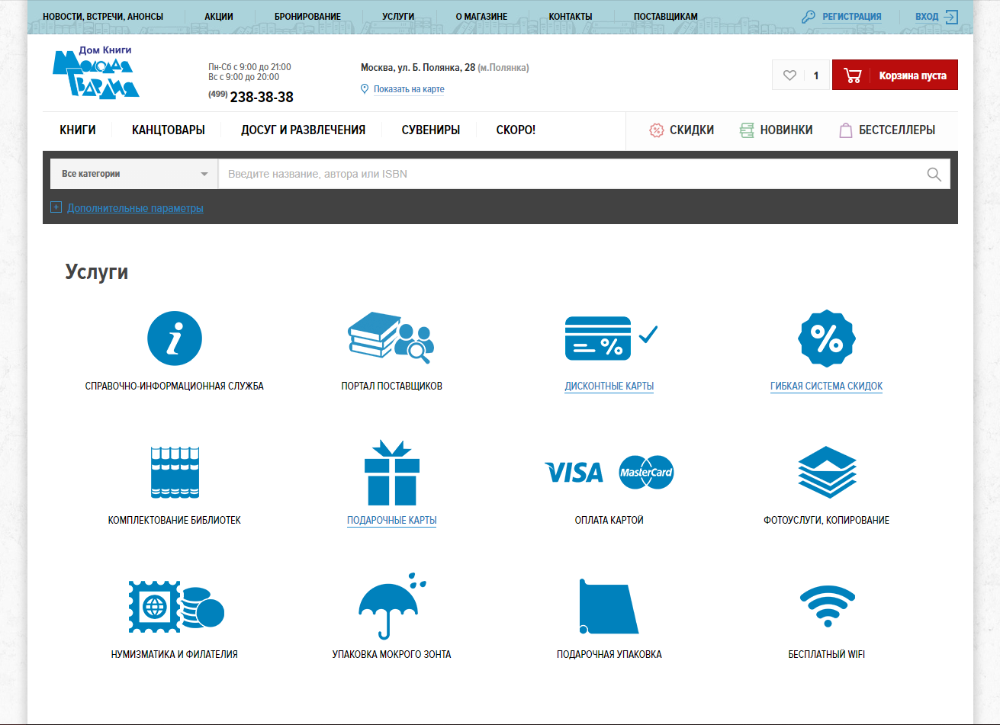 НОВОСТИ, ВСТРЕЧИ, АНОНСЫ АКЦИИ БРОНИРОВАНИЕ УСЛУГИ О МАГАЗИНЕ КОНТАКТЫ ПОСТАВЩИКАМ РЕГИСТРАЦИЯ ВХОД
Дом Книги
Молодая
Гвардия
Пн-Сб с 9:00 до 21:00
Вс с 9:00 до 20:00
(499) 238-38-38
Москва, ул. Б. Полянка, 28 (м.Полянка)
Показать на карте
1
Корзина пуста
КНИГИ КАНЦТОВАРЫ ДОСУГ И РАЗВЛЕЧЕНИЯ СУВЕНИРЫ СКОРО! СКИДКИ НОВИНКИ БЕСТСЕЛЛЕРЫ
Все категории Введите название, автора или ISBN
Дополнительные параметры
Услуги
СПРАВОЧНО-ИНФОРМАЦИОННАЯ СЛУЖБА ПОРТАЛ ПОСТАВЩИКОВ ДИСКОНТНЫЕ КАРТЫ ГИБКАЯ СИСТЕМА СКИДОК
VISA MasterCard
КОМПЛЕКТОВАНИЕ БИБЛИОТЕК ПОДАРОЧНЫЕ КАРТЫ ОПЛАТА КАРТОЙ ФОТОУСЛУГИ, КОПИРОВАНИЕ
НУМИЗМАТИКА И ФИЛАТЕЛИЯ УПАКОВКА МОКРОГО ЗОНТА ПОДАРОЧНАЯ УПАКОВКА БЕСПЛАТНЫЙ WIFI